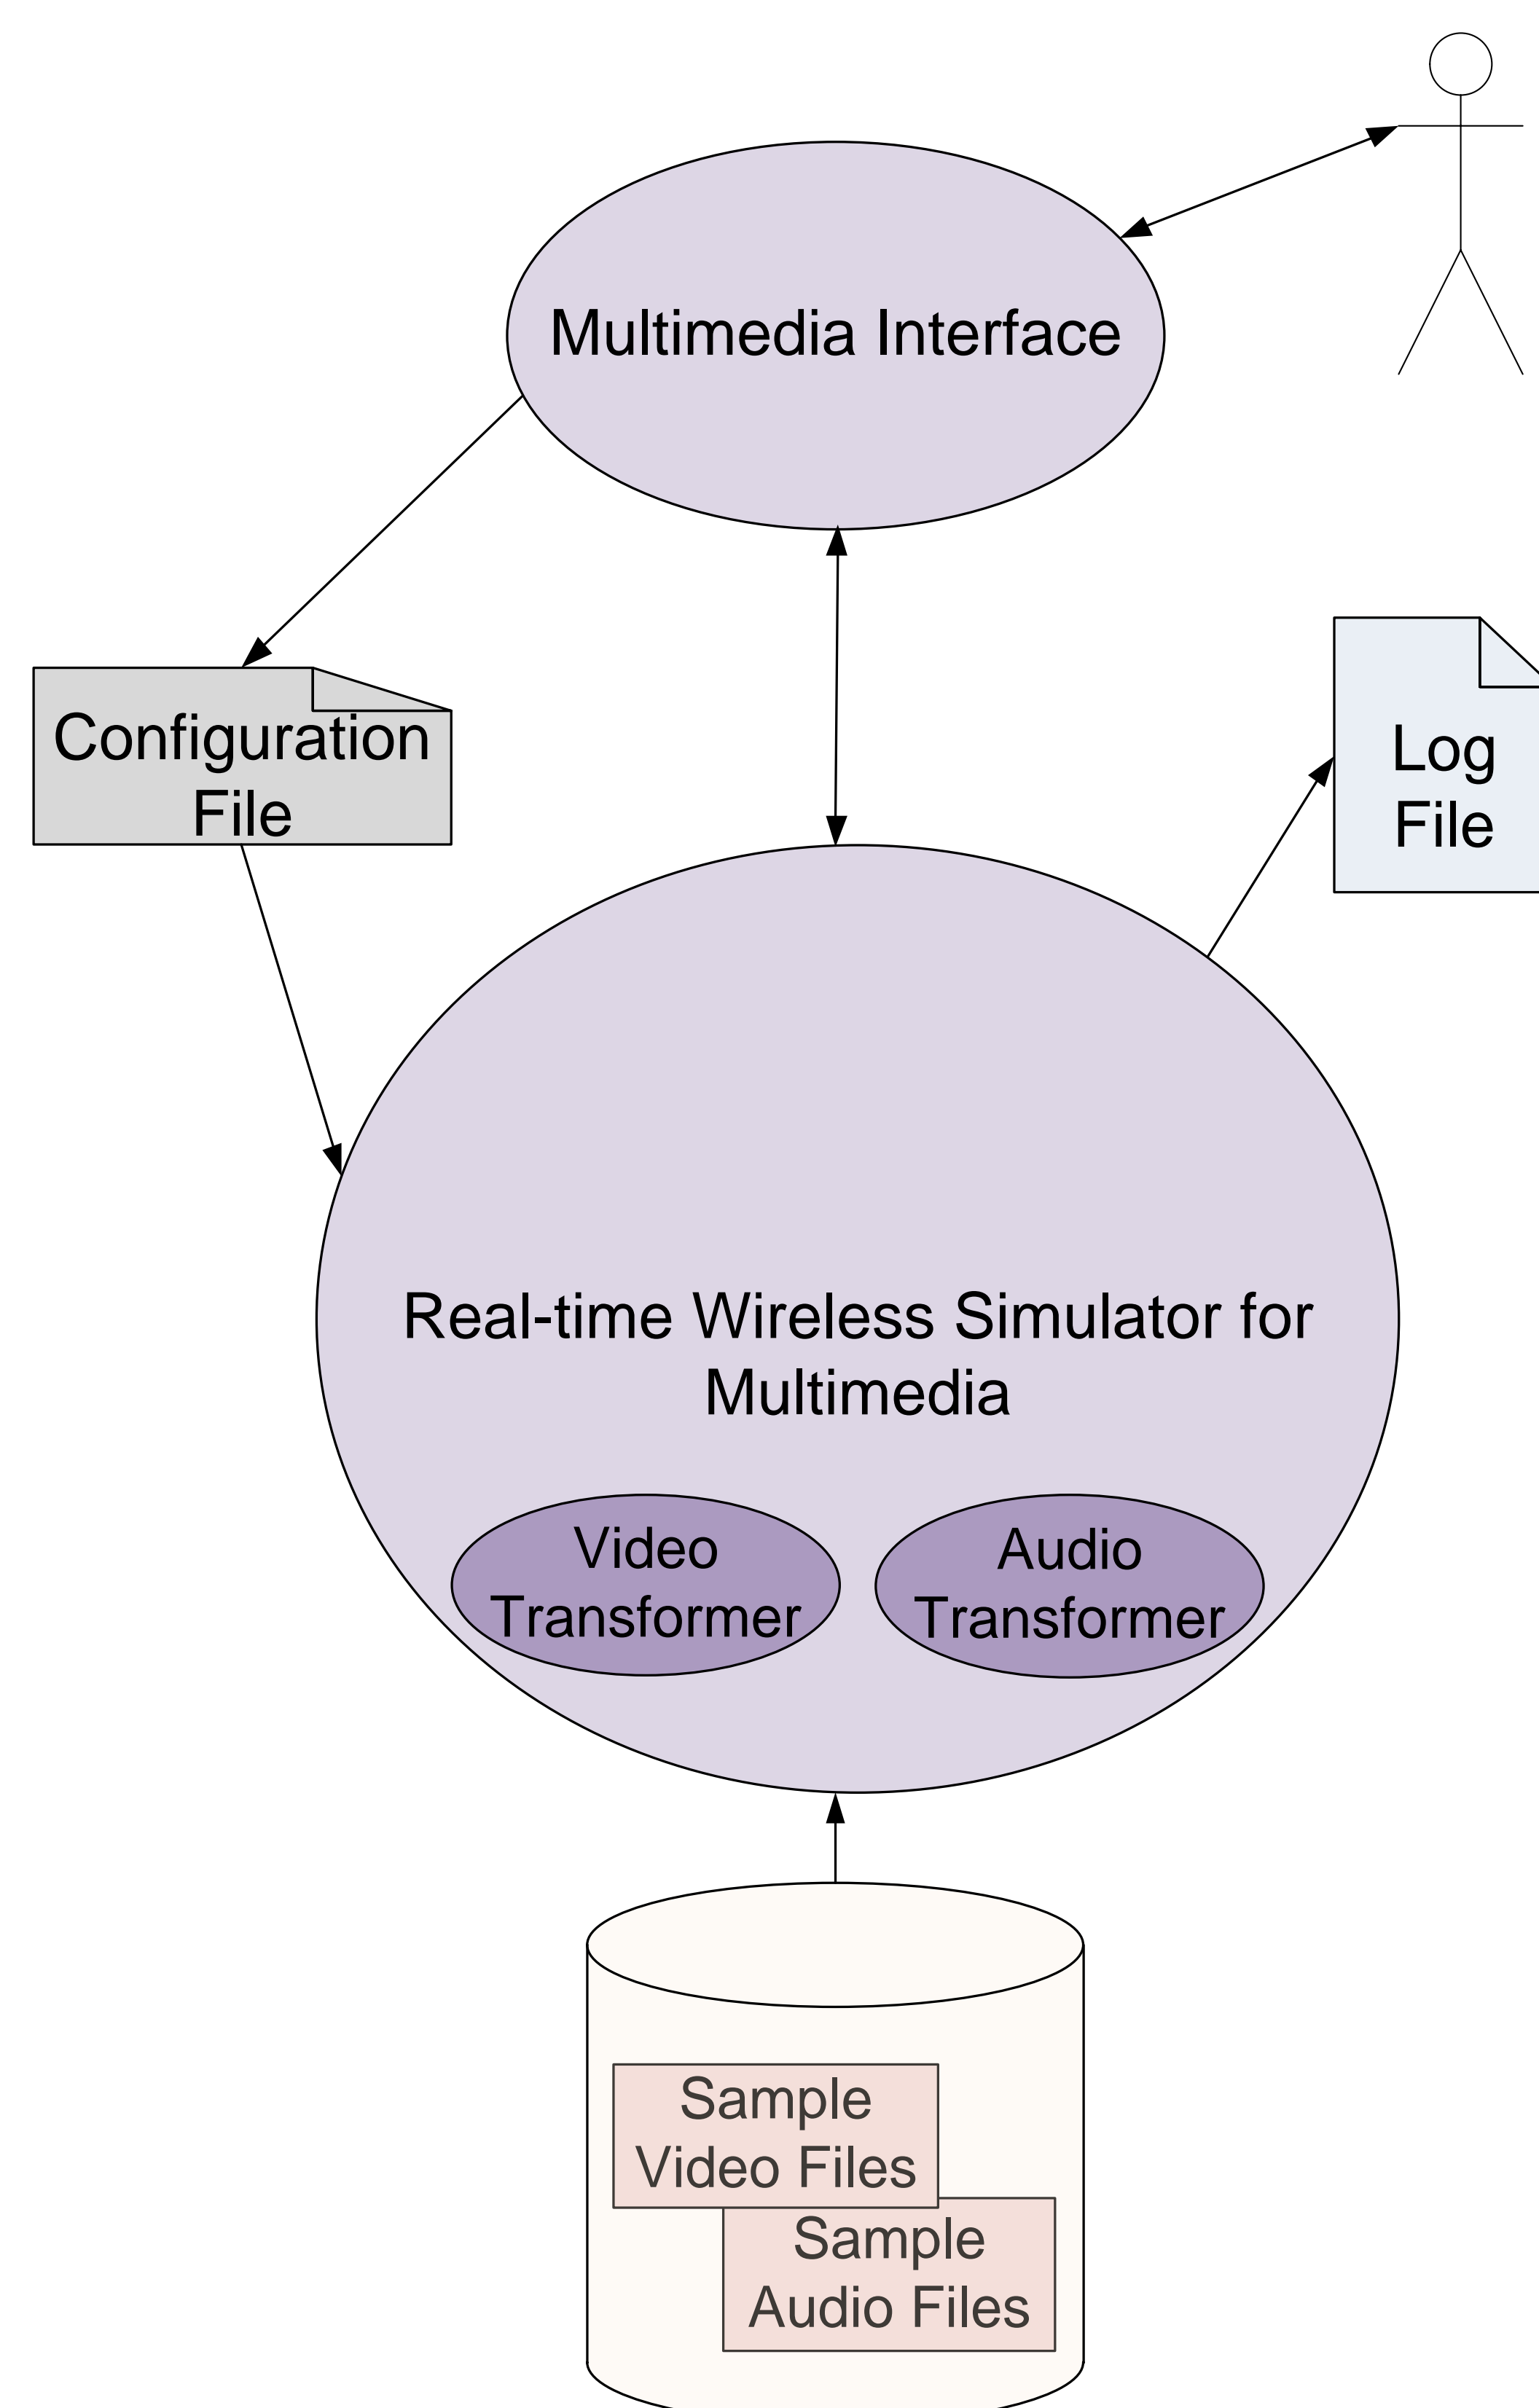 Multimedia Interface
Configuration
File
Log
File
Real-time Wireless Simulator for
Multimedia
Video
Transformer
Audio
Transformer
Sample
Video Files
Sample
Audio Files